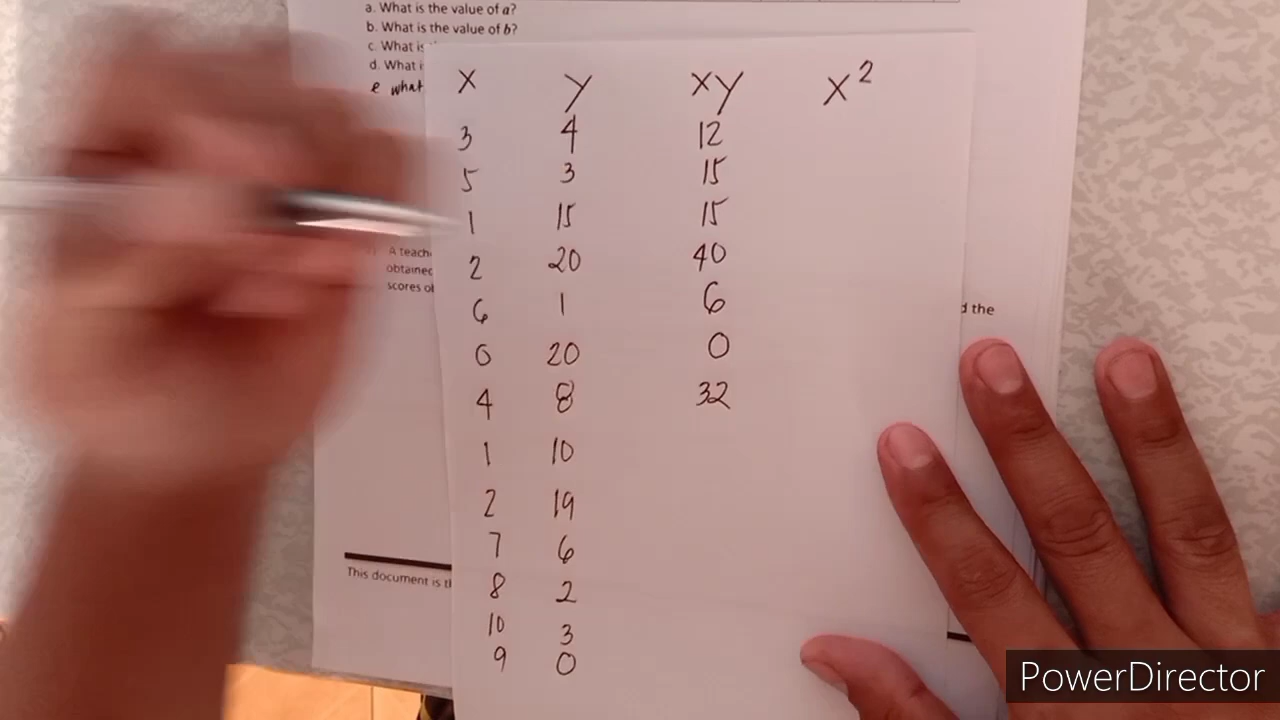 a. What is the value of a?
b. What is the value of b?
c. What is
d. What i
e what
x y xy x²
3 4 12
5 3 15
1 15 15
2 20 40
6 1 6
0 20 0
4 8 32
1 10
2 19
7 6
8 2
10 3
9 0
A teach
obtained
scores of
d the
This document is t
PowerDirector